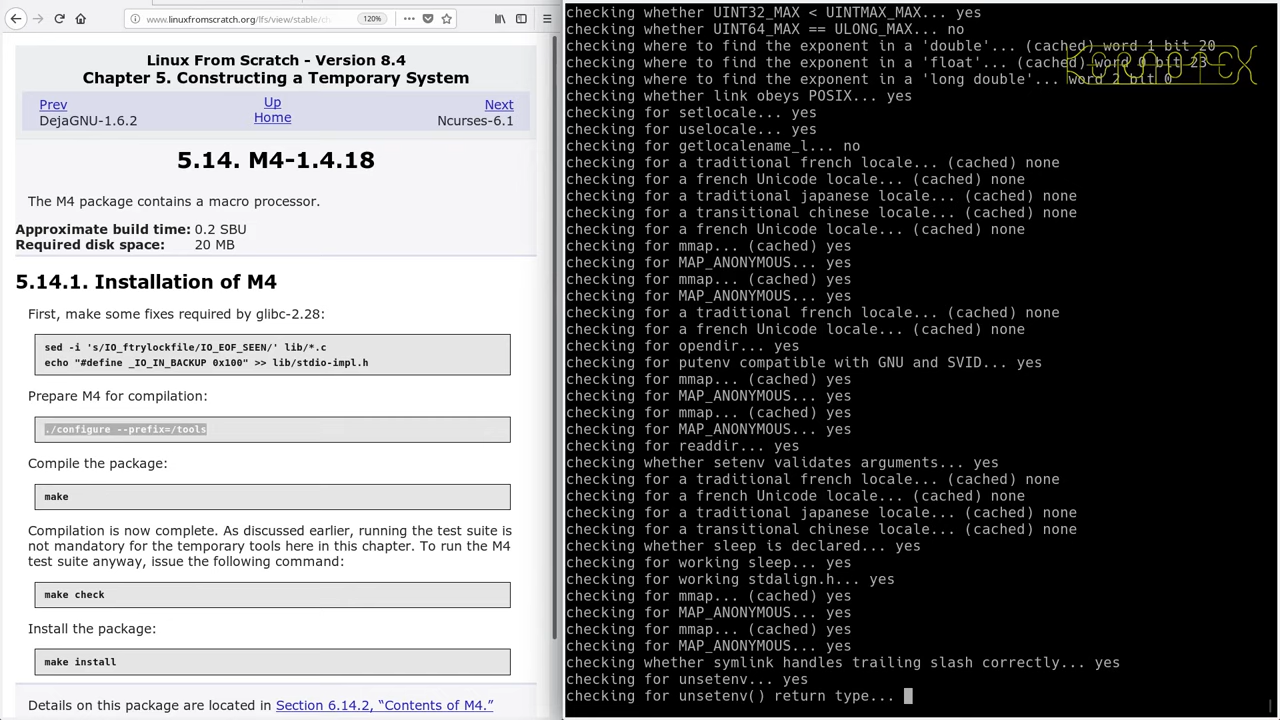 www.linuxfromscratch.org/lfs/view/stable/ch
120%
Linux From Scratch - Version 8.4
Chapter 5. Constructing a Temporary System
Prev
Up
Next
DejaGNU-1.6.2
Home
Ncurses-6.1
5.14. M4-1.4.18
The M4 package contains a macro processor.
Approximate build time: 0.2 SBU
Required disk space: 20 MB
5.14.1. Installation of M4
First, make some fixes required by glibc-2.28:
sed -i 's/IO_ftrylockfile/IO_EOF_SEEN/' lib/*.c
echo "#define _IO_IN_BACKUP 0x100" >> lib/stdio-impl.h
Prepare M4 for compilation:
./configure --prefix=/tools
Compile the package:
make
Compilation is now complete. As discussed earlier, running the test suite is
not mandatory for the temporary tools here in this chapter. To run the M4
test suite anyway, issue the following command:
make check
Install the package:
make install
Details on this package are located in Section 6.14.2, “Contents of M4.”
checking whether UINT32_MAX < UINTMAX_MAX... yes
checking whether UINT64_MAX == ULONG_MAX... no
checking where to find the exponent in a 'double'... (cached) word 1 bit 20
checking where to find the exponent in a 'float'... (cached) word 0 bit 23
checking where to find the exponent in a 'long double'... word 2 bit 0
checking whether link obeys POSIX... yes
checking for setlocale... yes
checking for uselocale... yes
checking for getlocalename_l... no
checking for a traditional french locale... (cached) none
checking for a french Unicode locale... (cached) none
checking for a traditional japanese locale... (cached) none
checking for a transitional chinese locale... (cached) none
checking for a french Unicode locale... (cached) none
checking for mmap... (cached) yes
checking for MAP_ANONYMOUS... yes
checking for mmap... (cached) yes
checking for MAP_ANONYMOUS... yes
checking for a traditional french locale... (cached) none
checking for a french Unicode locale... (cached) none
checking for opendir... yes
checking for putenv compatible with GNU and SVID... yes
checking for mmap... (cached) yes
checking for MAP_ANONYMOUS... yes
checking for mmap... (cached) yes
checking for MAP_ANONYMOUS... yes
checking for readdir... yes
checking whether setenv validates arguments... yes
checking for a traditional french locale... (cached) none
checking for a french Unicode locale... (cached) none
checking for a traditional japanese locale... (cached) none
checking for a transitional chinese locale... (cached) none
checking whether sleep is declared... yes
checking for working sleep... yes
checking for working stdalign.h... yes
checking for mmap... (cached) yes
checking for MAP_ANONYMOUS... yes
checking for mmap... (cached) yes
checking for MAP_ANONYMOUS... yes
checking whether symlink handles trailing slash correctly... yes
checking for unsetenv... yes
checking for unsetenv() return type...